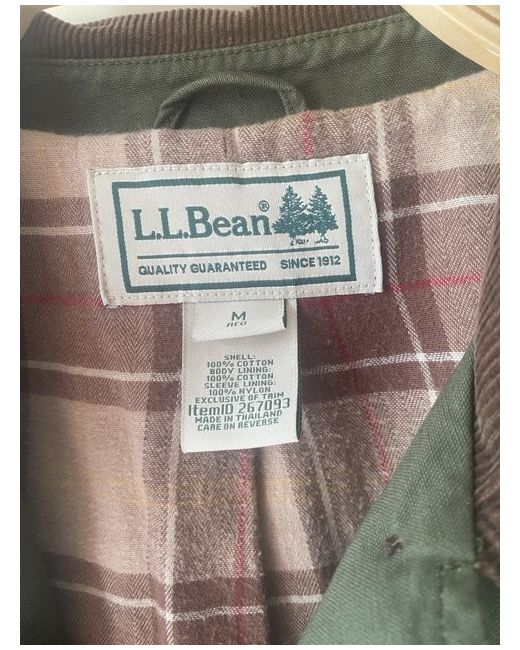 L.L.Bean®
QUALITY GUARANTEED SINCE 1912
M
REG
SHELL:
100% COTTON
BODY LINING:
100% COTTON
SLEEVE LINING:
100% NYLON
EXCLUSIVE OF TRIM
ItemID 267093
MADE IN THAILAND
CARE ON REVERSE